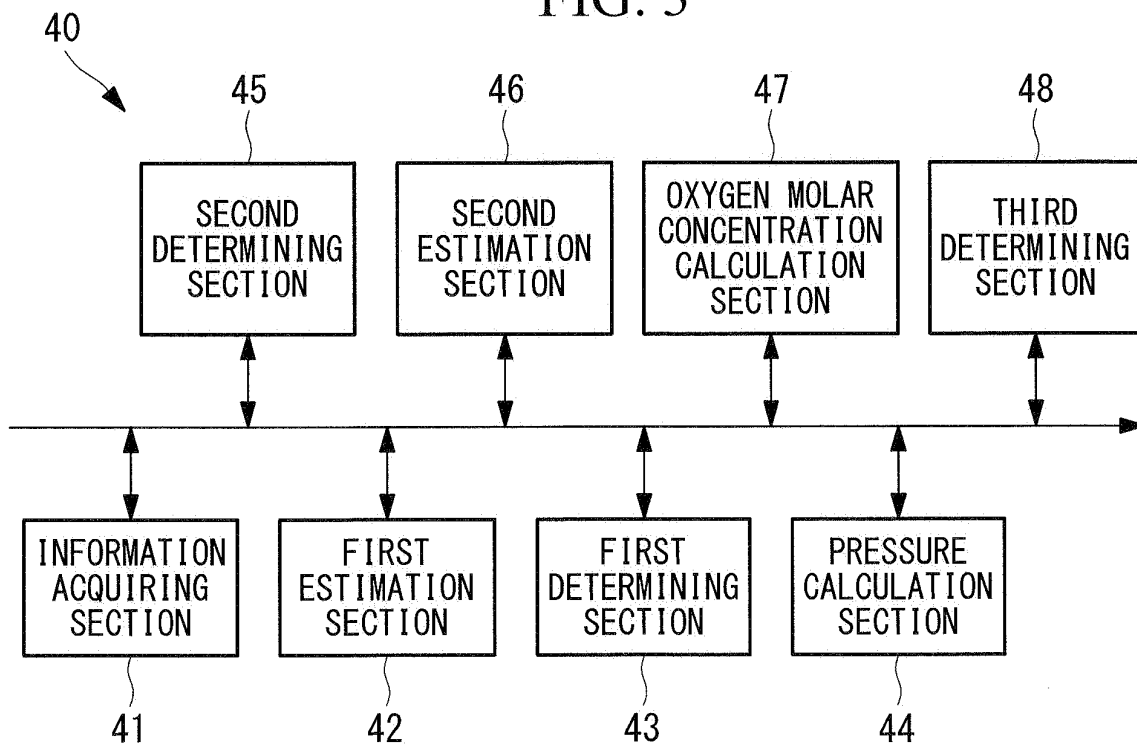 FIG. 3
40
45
46
47
48
SECOND
DETERMINING
SECTION
SECOND
ESTIMATION
SECTION
OXYGEN MOLAR
CONCENTRATION
CALCULATION
SECTION
THIRD
DETERMINING
SECTION
INFORMATION
ACQUIRING
SECTION
FIRST
ESTIMATION
SECTION
FIRST
DETERMINING
SECTION
PRESSURE
CALCULATION
SECTION
41
42
43
44